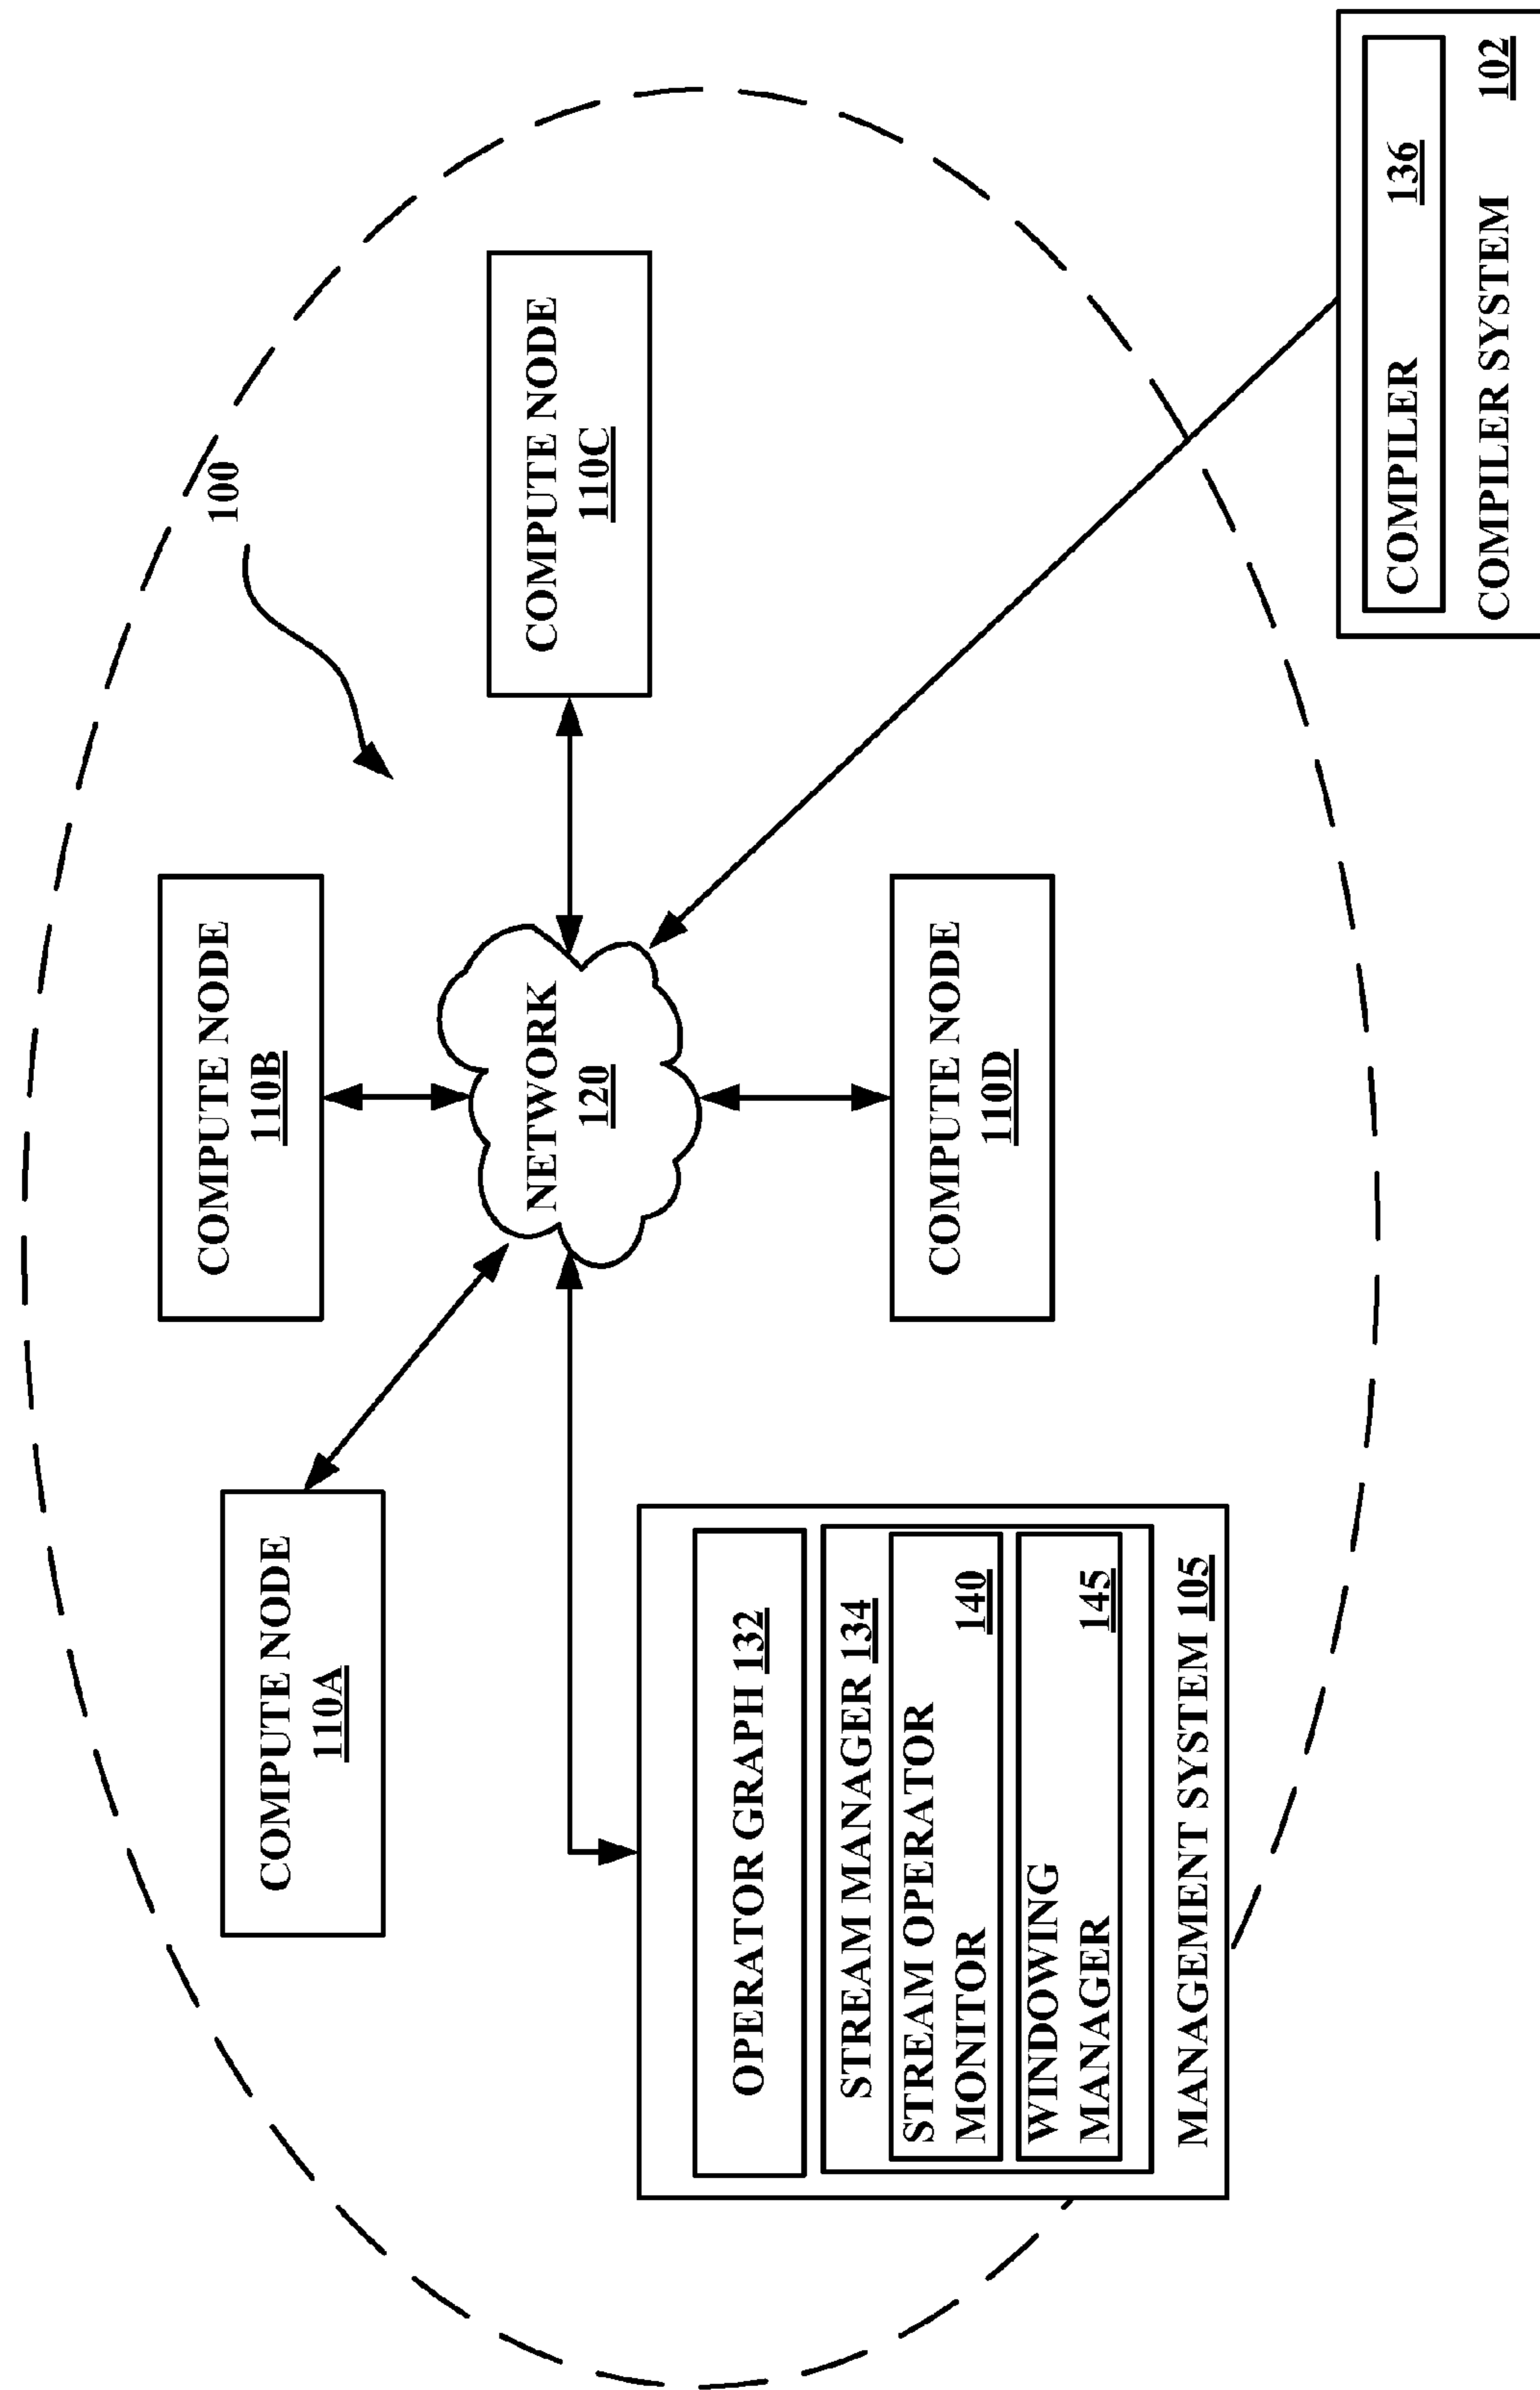 100
COMPUTE NODE
110B
COMPUTE NODE
110A
COMPUTE NODE
110C
NETWORK
120
COMPUTE NODE
110D
OPERATOR GRAPH 132
STREAM MANAGER 134
STREAM OPERATOR
MONITOR 140
WINDOWING
MANAGER 145
MANAGEMENT SYSTEM 105
COMPILER 136
COMPILER SYSTEM 102